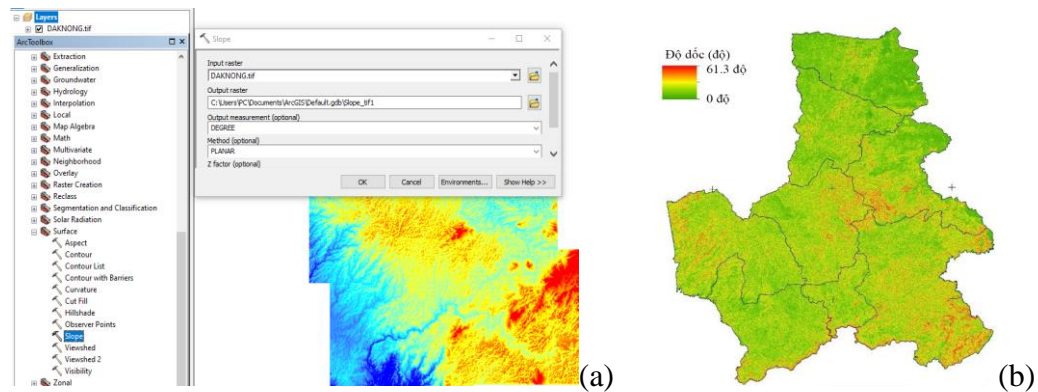 Layers
DAKNONG.tif
ArcToolbox
Extraction
Generalization
Groundwater
Hydrology
Interpolation
Local
Map Algebra
Math
Multivariate
Neighborhood
Overlay
Raster Creation
Reclass
Segmentation and Classification
Solar Radiation
Surface
Aspect
Contour
Contour List
Contour with Barriers
Curvature
Cut Fill
Hillshade
Observer Points
Slope
Viewshed
Viewshed 2
Visibility
Zonal
Slope
Input raster
DAKNONG.tif
Output raster
C:\Users\PC\Documents\ArcGIS\Default.gdb\Slope_tif1
Output measurement (optional)
DEGREE
Method (optional)
PLANAR
Z factor (optional)
OK Cancel Environments... Show Help >>
(a)
Độ dốc (độ)
61.3 độ
0 độ
(b)